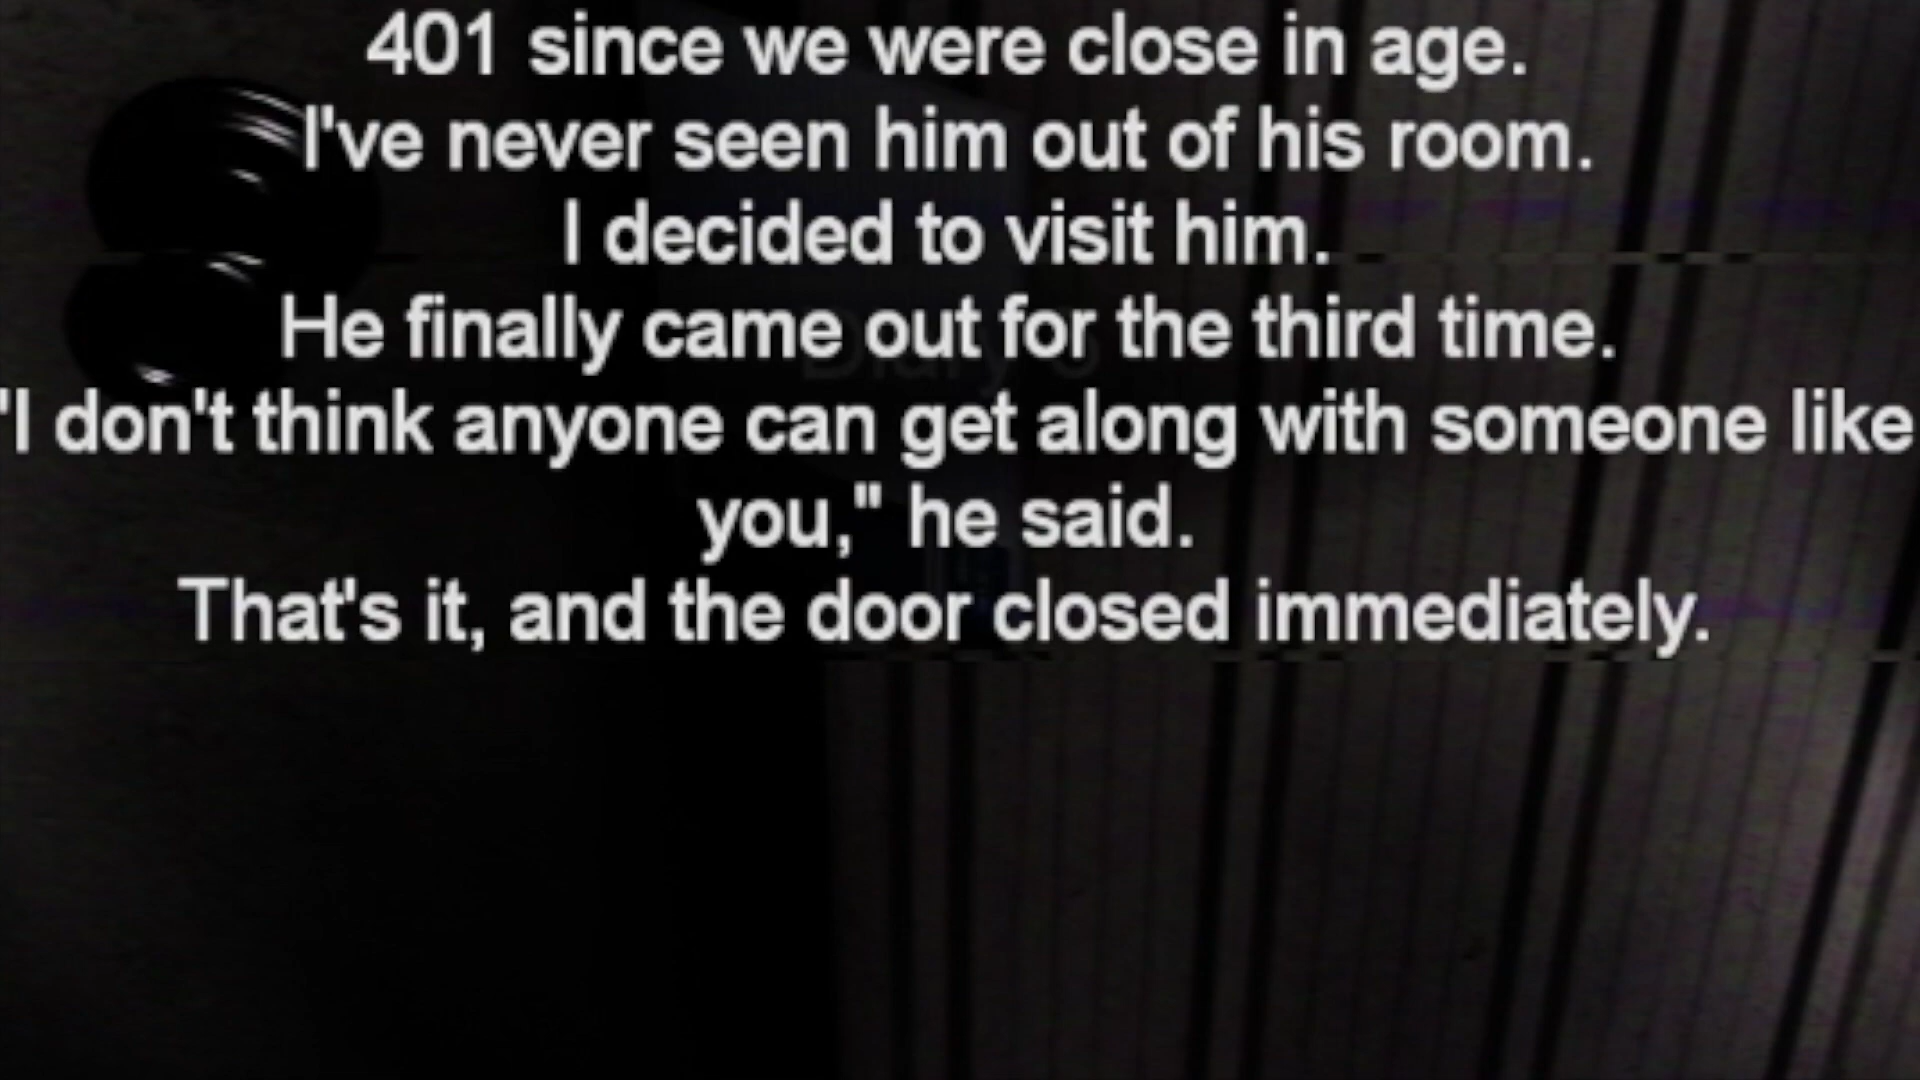 401 since we were close in age.
I've never seen him out of his room.
I decided to visit him.
He finally came out for the third time.
"I don't think anyone can get along with someone like
you," he said.
That's it, and the door closed immediately.